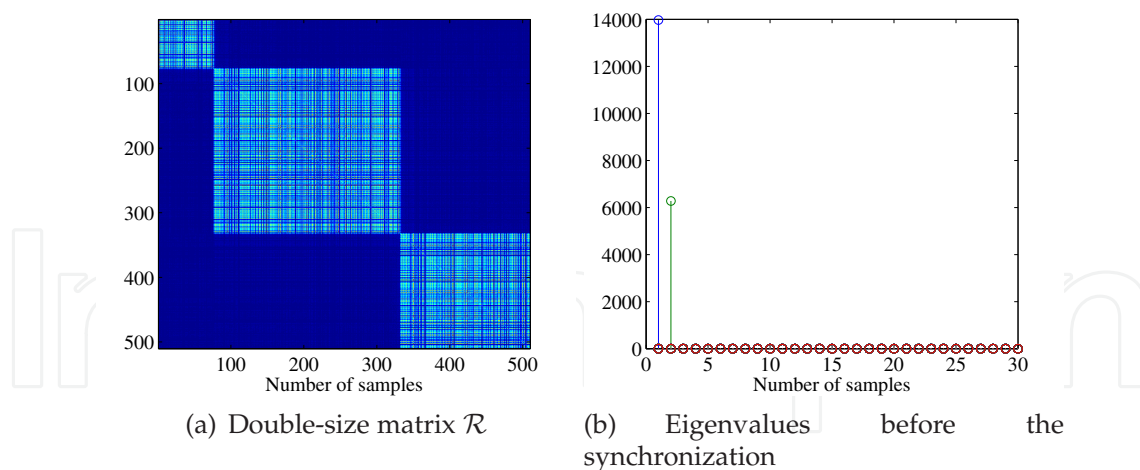 100
200
300
400
500
100 200 300 400 500
Number of samples
(a) Double-size matrix R
14000
12000
10000
8000
6000
4000
2000
0
0 5 10 15 20 25 30
Number of samples
(b) Eigenvalues before the
synchronization